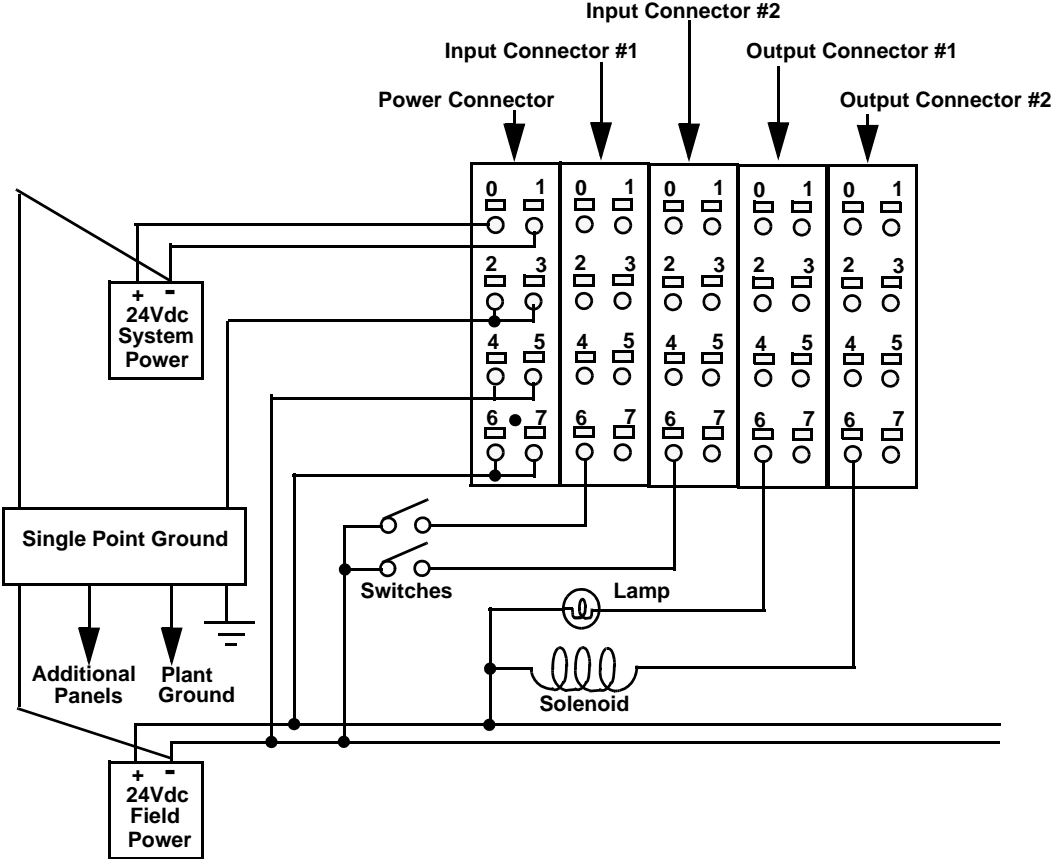 Input Connector #2
Input Connector #1
Output Connector #1
Power Connector
Output Connector #2
0 1 0 1 0 1 0 1 0 1
2 3 2 3 2 3 2 3 2 3
+ -
24Vdc
System
Power
4 5 4 5 4 5 4 5 4 5
6 7 6 7 6 7 6 7 6 7
Single Point Ground
Switches
Lamp
Additional
Panels
Plant
Ground
Solenoid
+ -
24Vdc
Field
Power